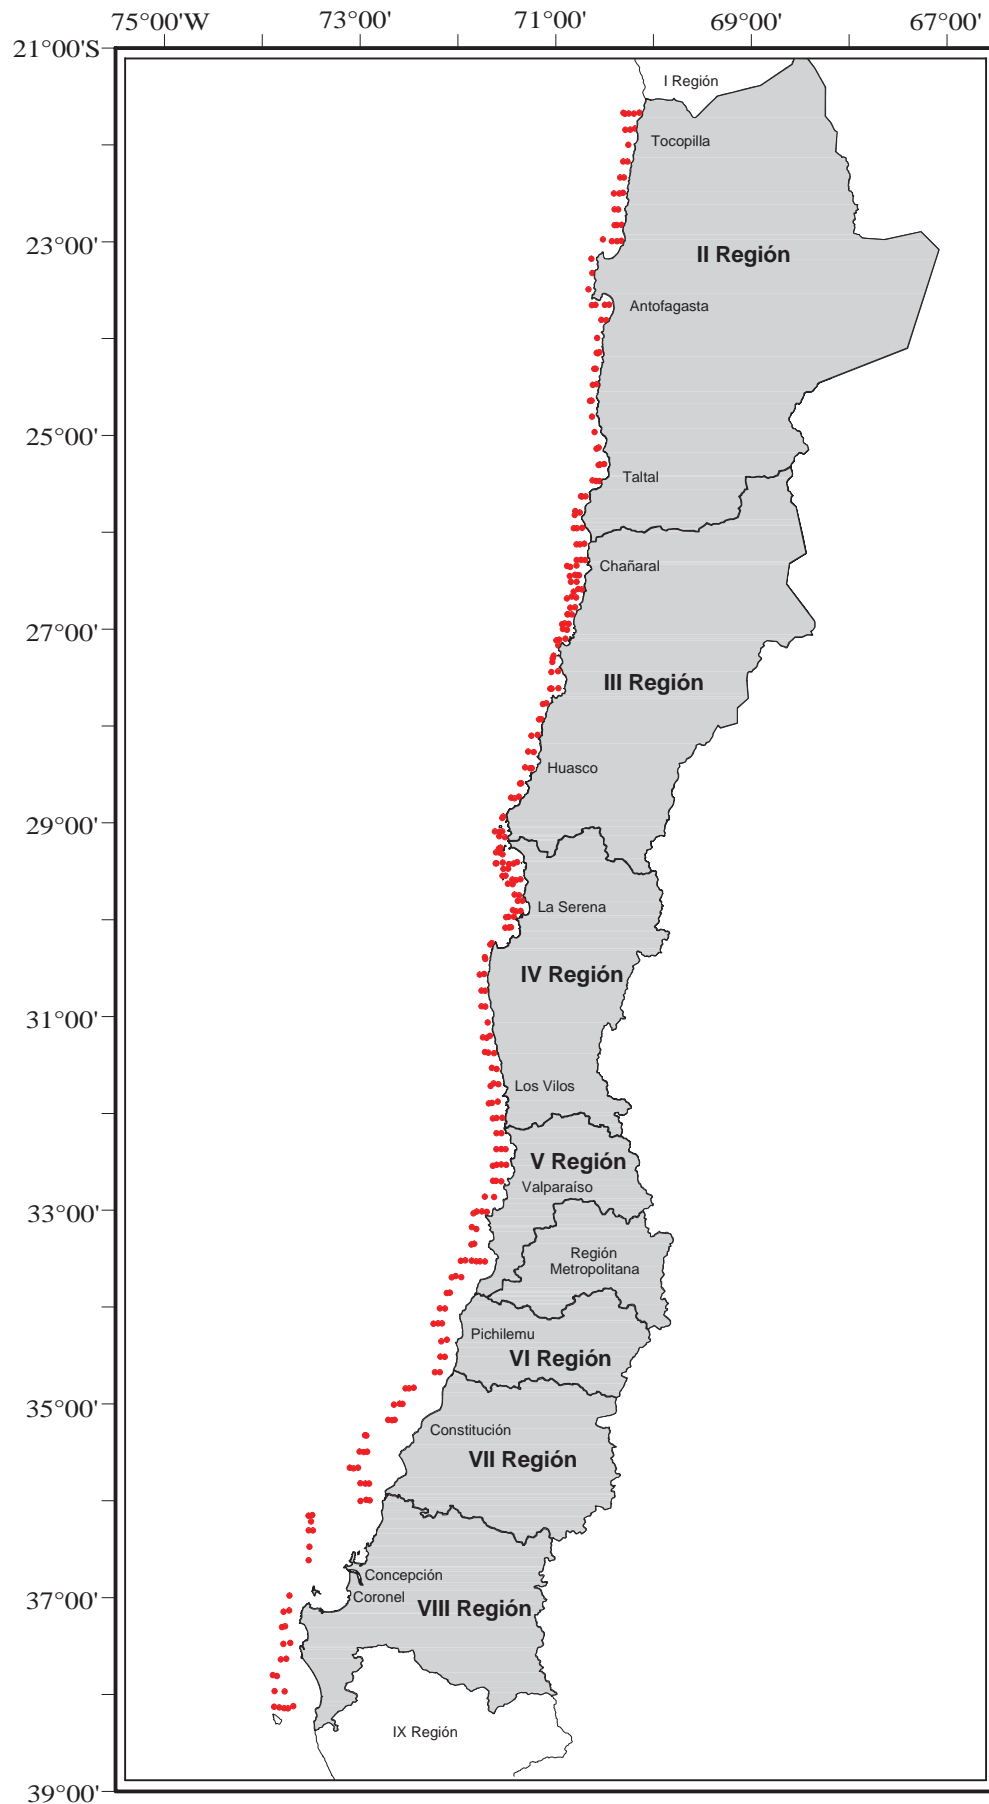 75°00'W
73°00'
71°00'
69°00'
67°00'
21°00'S
I Región
Tocopilla
23°00'
II Región
Antofagasta
25°00'
Taltal
Chañaral
27°00'
III Región
Huasco
29°00'
La Serena
IV Región
31°00'
Los Vilos
V Región
Valparaíso
33°00'
Región
Metropolitana
Pichilemu
VI Región
35°00'
Constitución
VII Región
Concepción
37°00'
Coronel
VIII Región
IX Región
39°00'